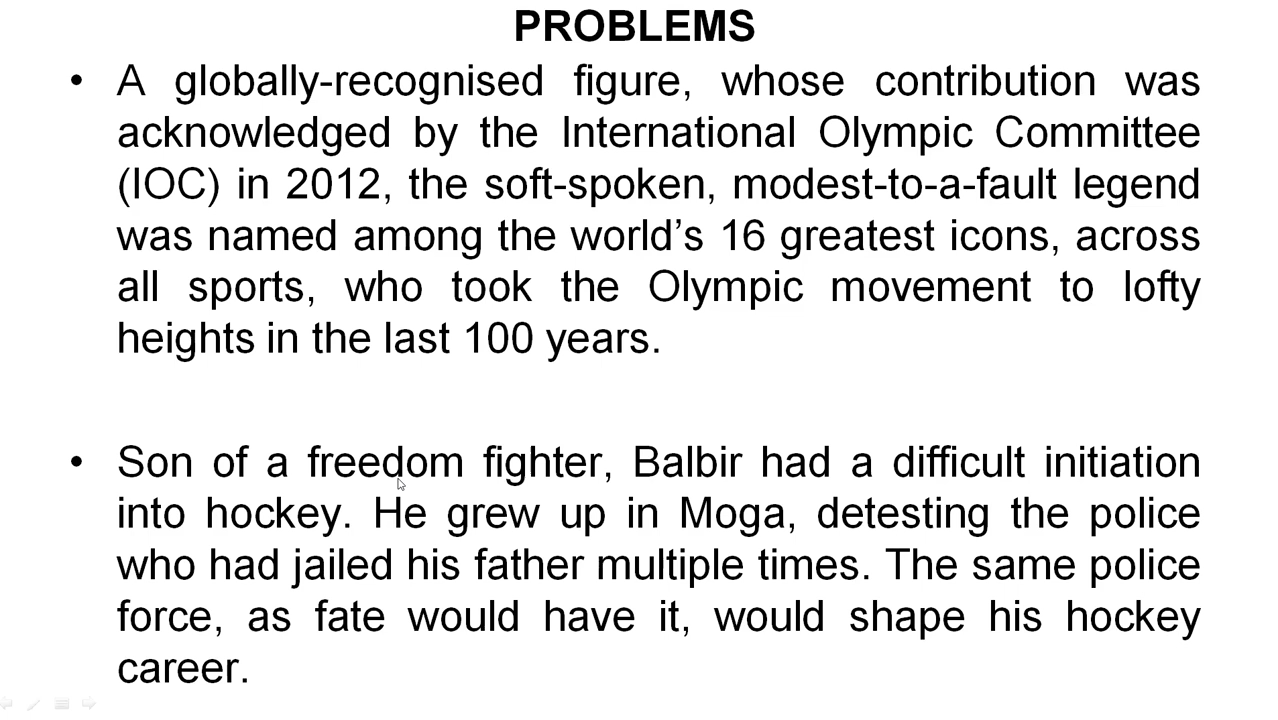 PROBLEMS
• A globally-recognised figure, whose contribution was
acknowledged by the International Olympic Committee
(IOC) in 2012, the soft-spoken, modest-to-a-fault legend
was named among the world’s 16 greatest icons, across
all sports, who took the Olympic movement to lofty
heights in the last 100 years.
• Son of a freedom fighter, Balbir had a difficult initiation
into hockey. He grew up in Moga, detesting the police
who had jailed his father multiple times. The same police
force, as fate would have it, would shape his hockey
career.